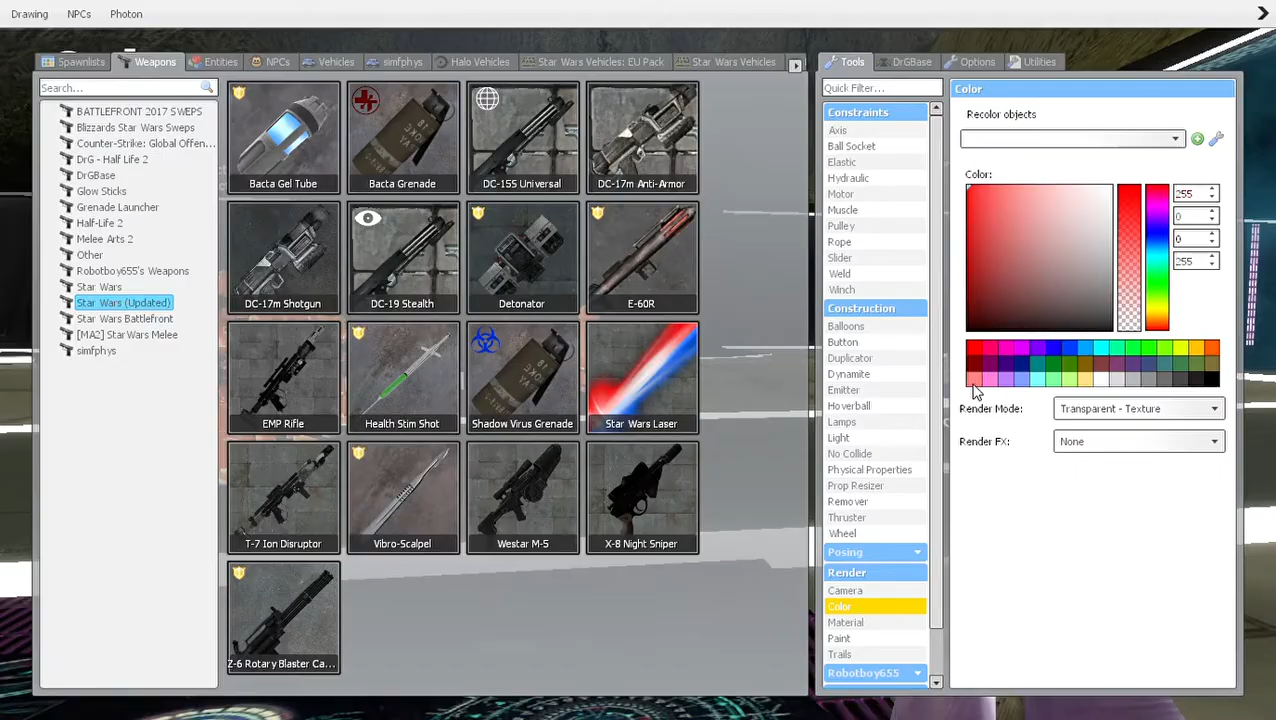 Drawing NPCs Photon
Spawnlists Weapons Entities NPCs Vehicles simfphys Halo Vehicles Star Wars Vehicles: EU Pack Star Wars Vehicles
Search...
BATTLEFRONT 2017 SWEPS
Blizzards Star Wars Sweps
Counter-Strike: Global Offen...
DrG - Half Life 2
DrGBase
Glow Sticks
Grenade Launcher
Half-Life 2
Melee Arts 2
Other
Robotboy655's Weapons
Star Wars
Star Wars (Updated)
Star Wars Battlefront
[MA2] StarWars Melee
simfphys
Bacta Gel Tube Bacta Grenade DC-15S Universal DC-17m Anti-Armor
DC-17m Shotgun DC-19 Stealth Detonator E-60R
EMP Rifle Health Stim Shot Shadow Virus Grenade Star Wars Laser
T-7 Ion Disruptor Vibro-Scalpel Westar M-5 X-8 Night Sniper
Z-6 Rotary Blaster Ca...
Tools DrGBase Options Utilities
Quick Filter...
Constraints
Axis
Ball Socket
Elastic
Hydraulic
Motor
Muscle
Pulley
Rope
Slider
Weld
Winch
Construction
Balloons
Button
Duplicator
Dynamite
Emitter
Hoverball
Lamps
Light
No Collide
Physical Properties
Prop Resizer
Remover
Thruster
Wheel
Posing
Render
Camera
Color
Material
Paint
Trails
Robotboy655
Color
Recolor objects
Color:
255
0
0
255
Render Mode: Transparent - Texture
Render FX: None